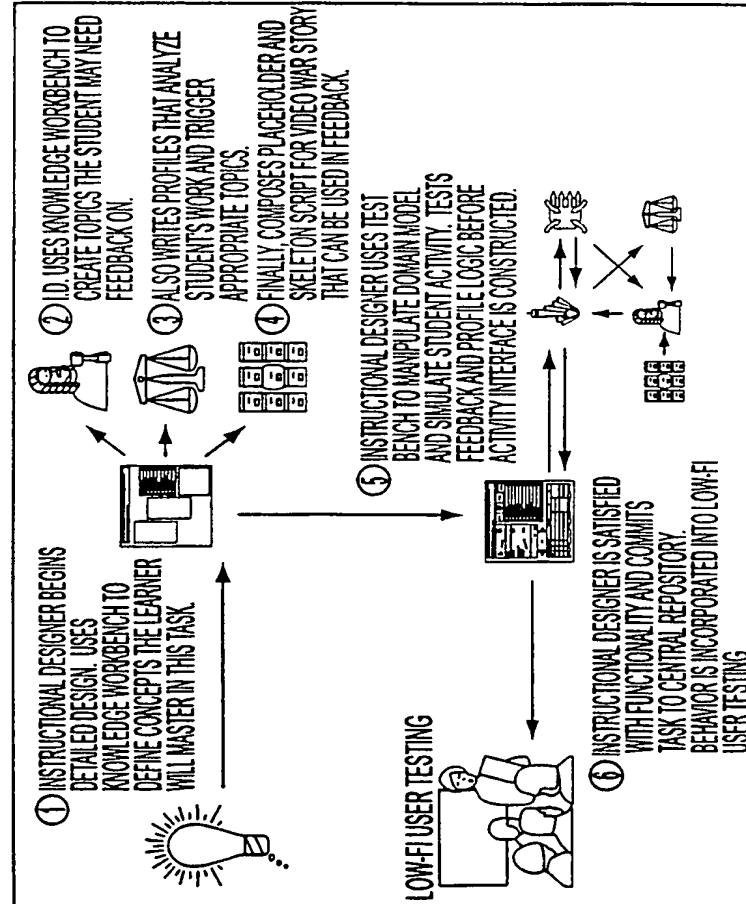 ① INSTRUCTIONAL DESIGNER BEGINS
DETAILED DESIGN. USES
KNOWLEDGE WORKBENCH TO
DEFINE CONCEPTS THE LEARNER
WILL MASTER IN THIS TASK.
② I.D. USES KNOWLEDGE WORKBENCH TO
CREATE TOPICS THE STUDENT MAY NEED
FEEDBACK ON.
③ ALSO WRITES PROFILES THAT ANALYZE
STUDENT'S WORK AND TRIGGER
APPROPRIATE TOPICS.
④ FINALLY, COMPOSES PLACEHOLDER AND
SKELETON SCRIPT FOR VIDEO WAR STORY
THAT CAN BE USED IN FEEDBACK.
⑤ INSTRUCTIONAL DESIGNER USES TEST
BENCH TO MANIPULATE DOMAIN MODEL
AND SIMULATE STUDENT ACTIVITY. TESTS
FEEDBACK AND PROFILE LOGIC BEFORE
ACTIVITY INTERFACE IS CONSTRUCTED.
LOW-FI USER TESTING
⑥ INSTRUCTIONAL DESIGNER IS SATISFIED
WITH FUNCTIONALITY AND COMMITS
TASK TO CENTRAL REPOSITORY.
BEHAVIOR IS INCORPORATED INTO LOW-FI
USER TESTING